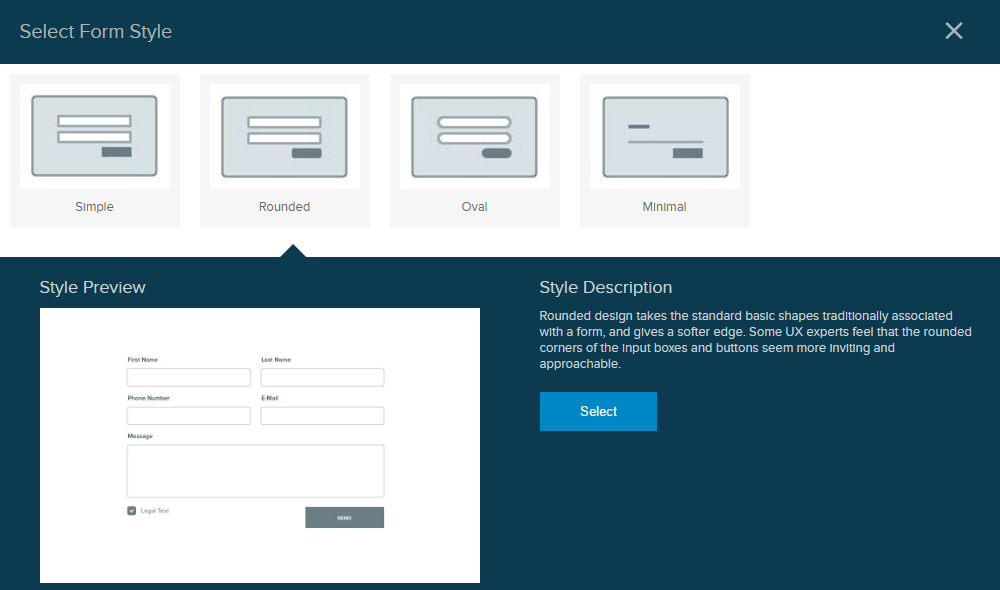 Select Form Style
Simple
Rounded
Oval
Minimal
Style Preview
First Name
Last Name
Phone Number
E-Mail
Message
Legal Text
SEND
Style Description
Rounded design takes the standard basic shapes traditionally associated
with a form, and gives a softer edge. Some UX experts feel that the rounded
corners of the input boxes and buttons seem more inviting and
approachable.
Select